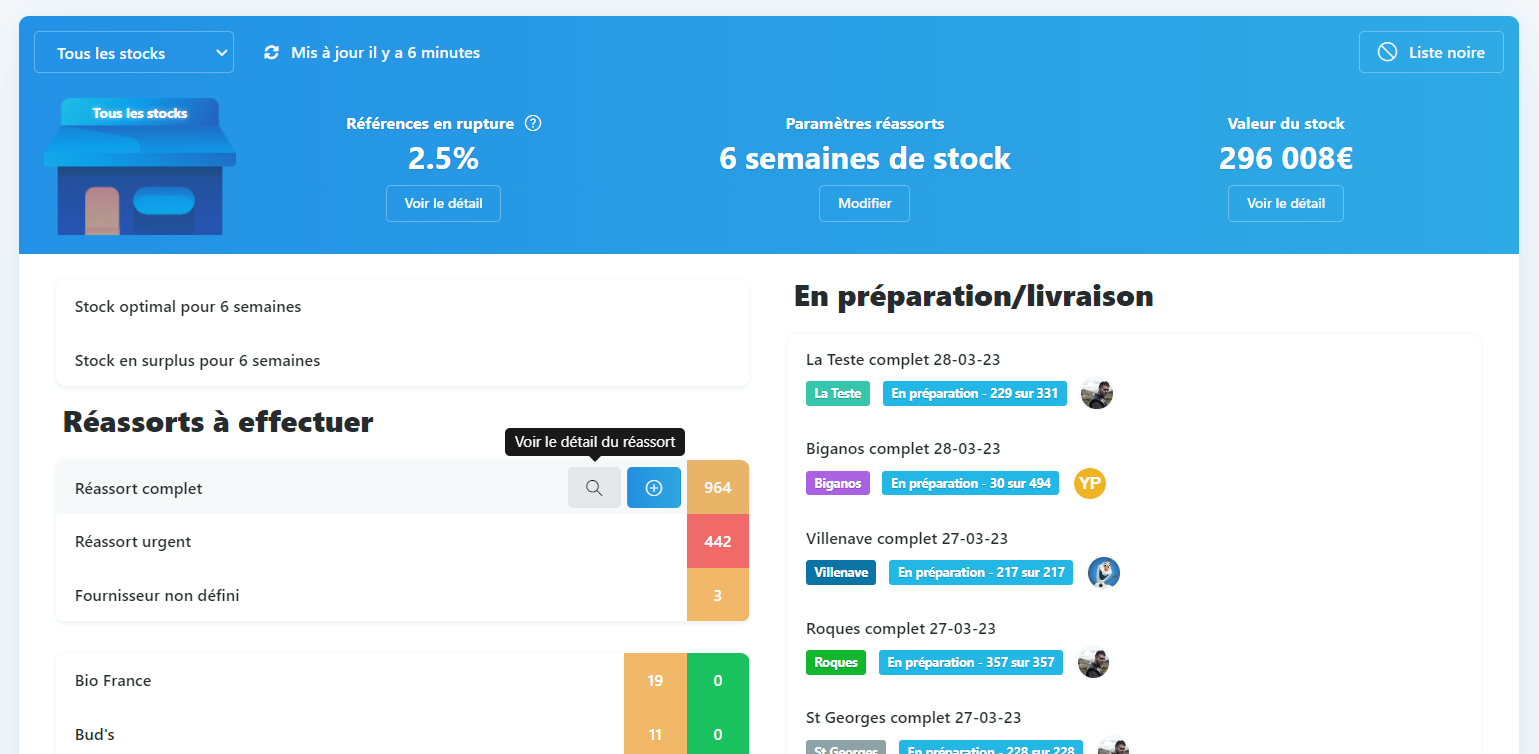 Tous les stocks
Mis à jour il y a 6 minutes
Liste noire
Tous les stocks
Références en rupture ?
2.5%
Voir le détail
Paramètres réassorts
6 semaines de stock
Modifier
Valeur du stock
296 008€
Voir le détail
Stock optimal pour 6 semaines
Stock en surplus pour 6 semaines
Réassorts à effectuer
Voir le détail du réassort
Réassort complet 964
Réassort urgent 442
Fournisseur non défini 3
Bio France 19 0
Bud's 11 0
En préparation/livraison
La Teste complet 28-03-23
La Teste En préparation - 229 sur 331
Biganos complet 28-03-23
Biganos En préparation - 30 sur 494 YP
Villenave complet 27-03-23
Villenave En préparation - 217 sur 217
Roques complet 27-03-23
Roques En préparation - 357 sur 357
St Georges complet 27-03-23
St Georges En préparation - 228 sur 228